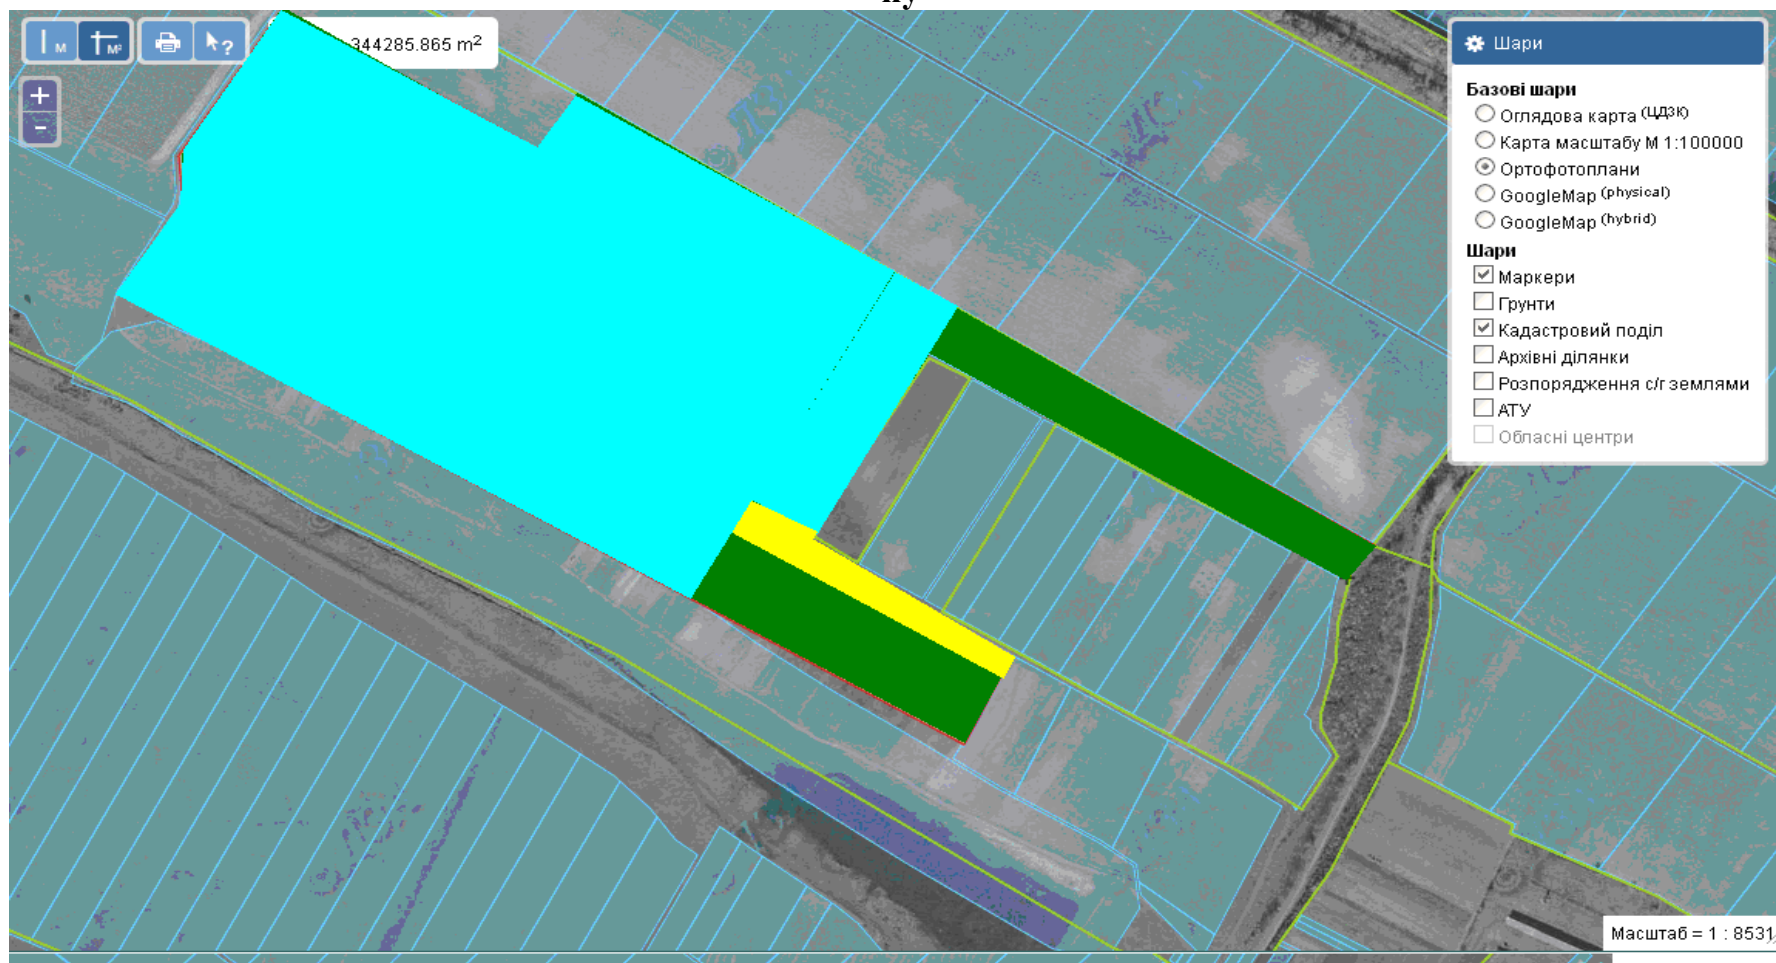 м м² ?
344285.865 m²
+
-
Шари
Базові шари
Оглядова карта (ЦДЗК)
Карта масштабу М 1:100000
Ортофотоплани
GoogleMap (physical)
GoogleMap (hybrid)
Шари
Маркери
Грунти
Кадастровий поділ
Архівні ділянки
Розпорядження с/г землями
АТУ
Обласні центри
Масштаб = 1 : 8531